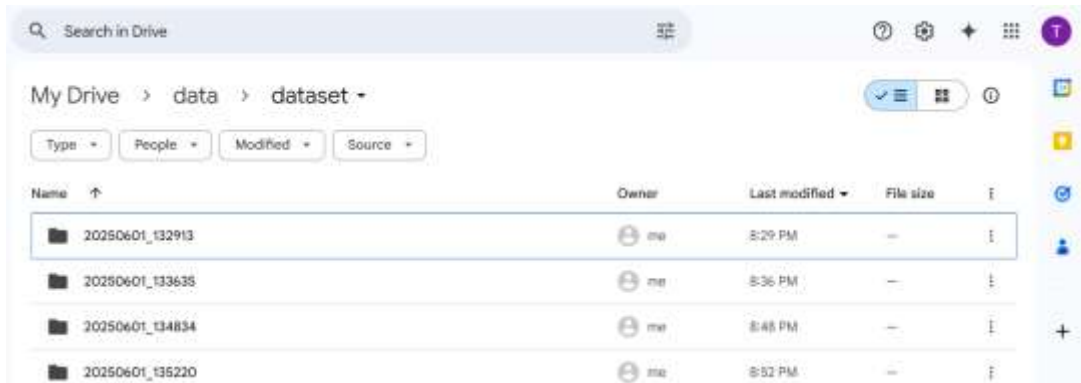 Search in Drive
T
My Drive > data > dataset
Type People Modified Source
Name Owner Last modified File size
20250601_132913 me 8:29 PM —
20250601_133635 me 8:36 PM —
20250601_134834 me 8:48 PM —
20250601_135220 me 8:52 PM —